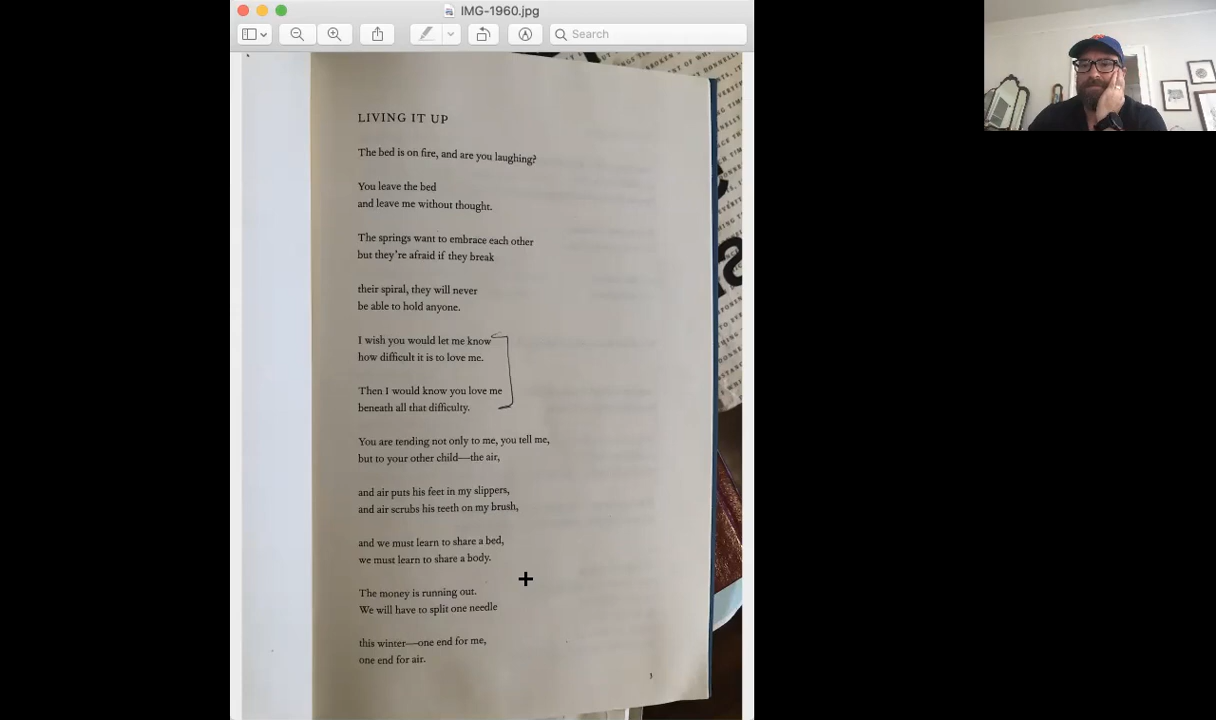 IMG-1960.jpg
Search
LIVING IT UP
The bed is on fire, and are you laughing?
You leave the bed
and leave me without thought.
The springs want to embrace each other
but they're afraid if they break
their spiral, they will never
be able to hold anyone.
I wish you would let me know
how difficult it is to love me.
Then I would know you love me
beneath all that difficulty.
You are tending not only to me, you tell me,
but to your other child—the air,
and air puts his feet in my slippers,
and air scrubs his teeth on my brush,
and we must learn to share a bed,
we must learn to share a body.
The money is running out.
We will have to split one needle
this winter—one end for me,
one end for air.
3